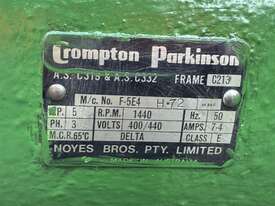 Crompton Parkinson
A.S. C319 & A.S. C332 FRAME C213
M/c. No. F-5E4 H-72
P. 5 R.P.M. 1440 Hz. 50
PH. 3 VOLTS 400/440 AMPS. 7·4
M.C.R. 65°C DELTA CLASS E
NOYES BROS. PTY. LIMITED
MADE IN AUSTRALIA